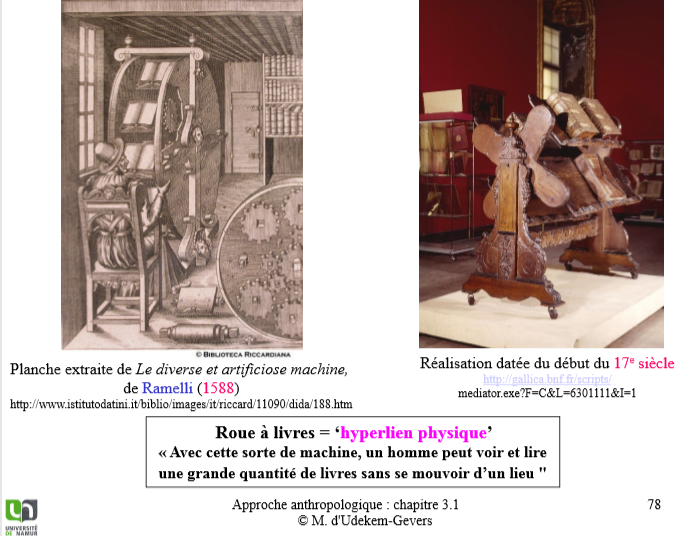 © BIBLIOTECA RICCARDIANA
Planche extraite de Le diverse et artificiose machine,
de Ramelli (1588)
http://www.istitutodatini.it/biblio/images/it/riccard/11090/dida/188.htm
Réalisation datée du début du 17e siècle
http://gallica.bnf.fr/scripts/
mediator.exe?F=C&L=6301111&I=1
Roue à livres = ‘hyperlien physique’
« Avec cette sorte de machine, un homme peut voir et lire
une grande quantité de livres sans se mouvoir d’un lieu "
Approche anthropologique : chapitre 3.1
© M. d'Udekem-Gevers
78
UNIVERSITÉ
DE NAMUR